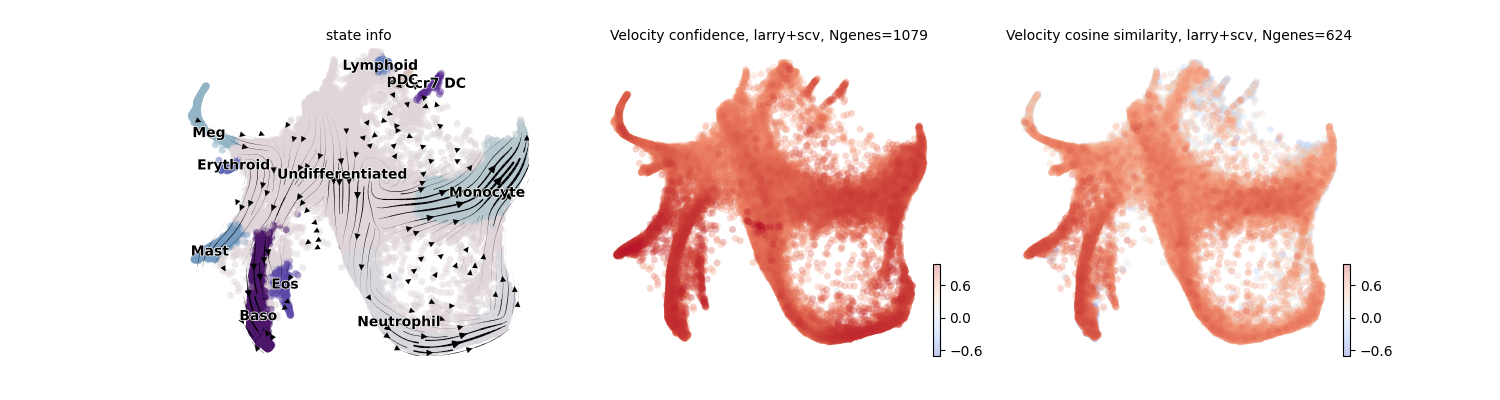 state info
Lymphoid
pDC
Ccr7 DC
Meg
Erythroid
Undifferentiated
Monocyte
Mast
Eos
Baso
Neutrophil
Velocity confidence, larry+scv, Ngenes=1079
0.6
0.0
−0.6
Velocity cosine similarity, larry+scv, Ngenes=624
0.6
0.0
−0.6